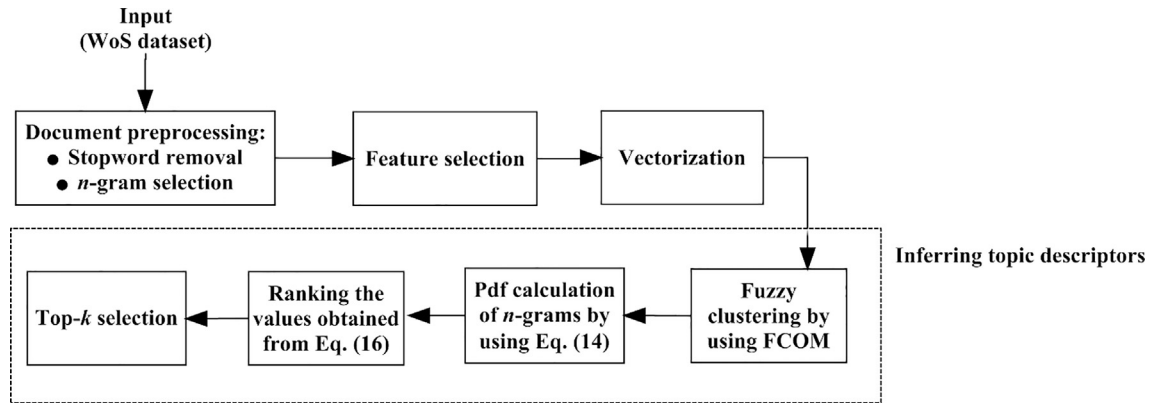 Input
(WoS dataset)
Document preprocessing:
● Stopword removal
● n-gram selection
Feature selection
Vectorization
Inferring topic descriptors
Fuzzy
clustering by
using FCOM
Pdf calculation
of n-grams by
using Eq. (14)
Ranking the
values obtained
from Eq. (16)
Top-k selection